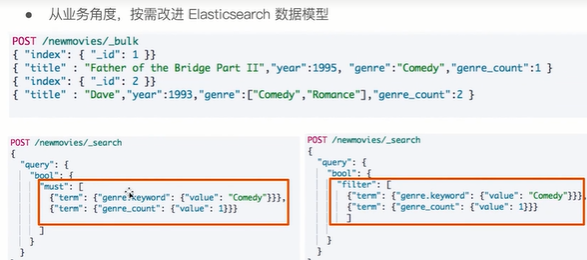 ● 从业务角度，按需改进 Elasticsearch 数据模型
POST /newmovies/_bulk
{ "index": { "_id": 1 }}
{ "title" : "Father of the Bridge Part II","year":1995, "genre":"Comedy","genre_count":1 }
{ "index": { "_id": 2 }}
{ "title" : "Dave","year":1993,"genre":["Comedy","Romance"],"genre_count":2 }
POST /newmovies/_search
{
"query": {
"bool": {
"must": [
{"term": {"genre.keyword": {"value": "Comedy"}}},
{"term": {"genre_count": {"value": 1}}}
]
}
}
POST /newmovies/_search
{
"query": {
"bool": {
"filter": [
{"term": {"genre.keyword": {"value": "Comedy"}}},
{"term": {"genre_count": {"value": 1}}}
]
}
}